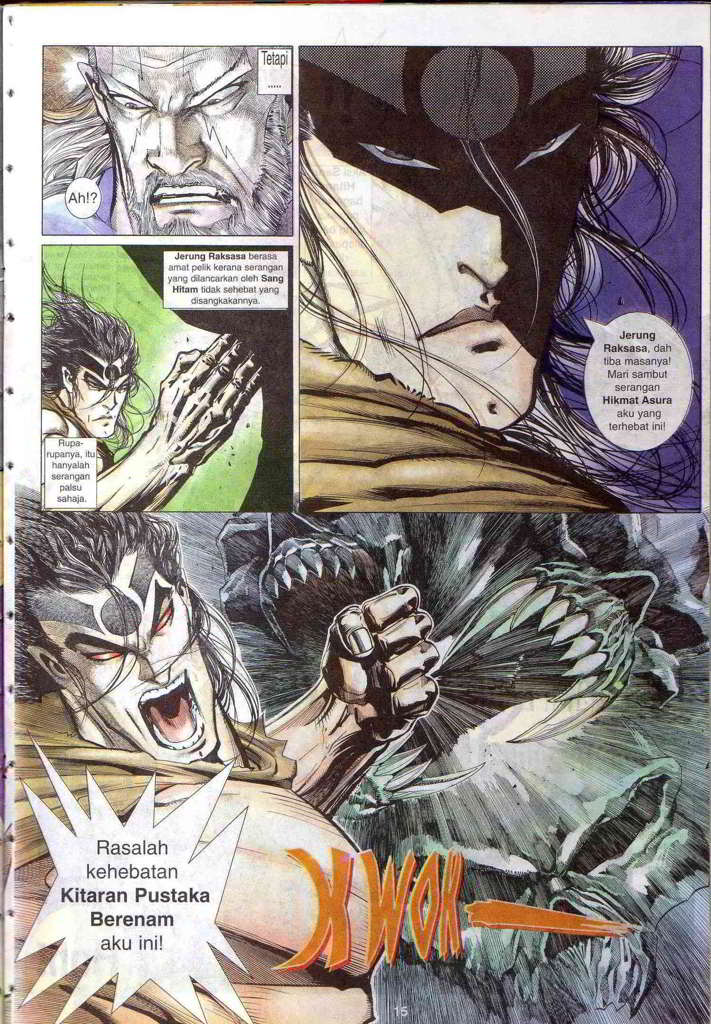 Tetapi
.....
Ah!?
Jerung Raksasa berasa
amat pelik kerana serangan
yang dilancarkan oleh Sang
Hitam tidak sehebat yang
disangkakannya.
Rupa-
rupanya, itu
hanyalah
serangan
palsu
sahaja.
Jerung
Raksasa, dah
tiba masanya!
Mari sambut
serangan
Hikmat Asura
aku yang
terhebat ini!
Rasalah
kehebatan
Kitaran Pustaka
Berenam
aku ini!
KWOK
15